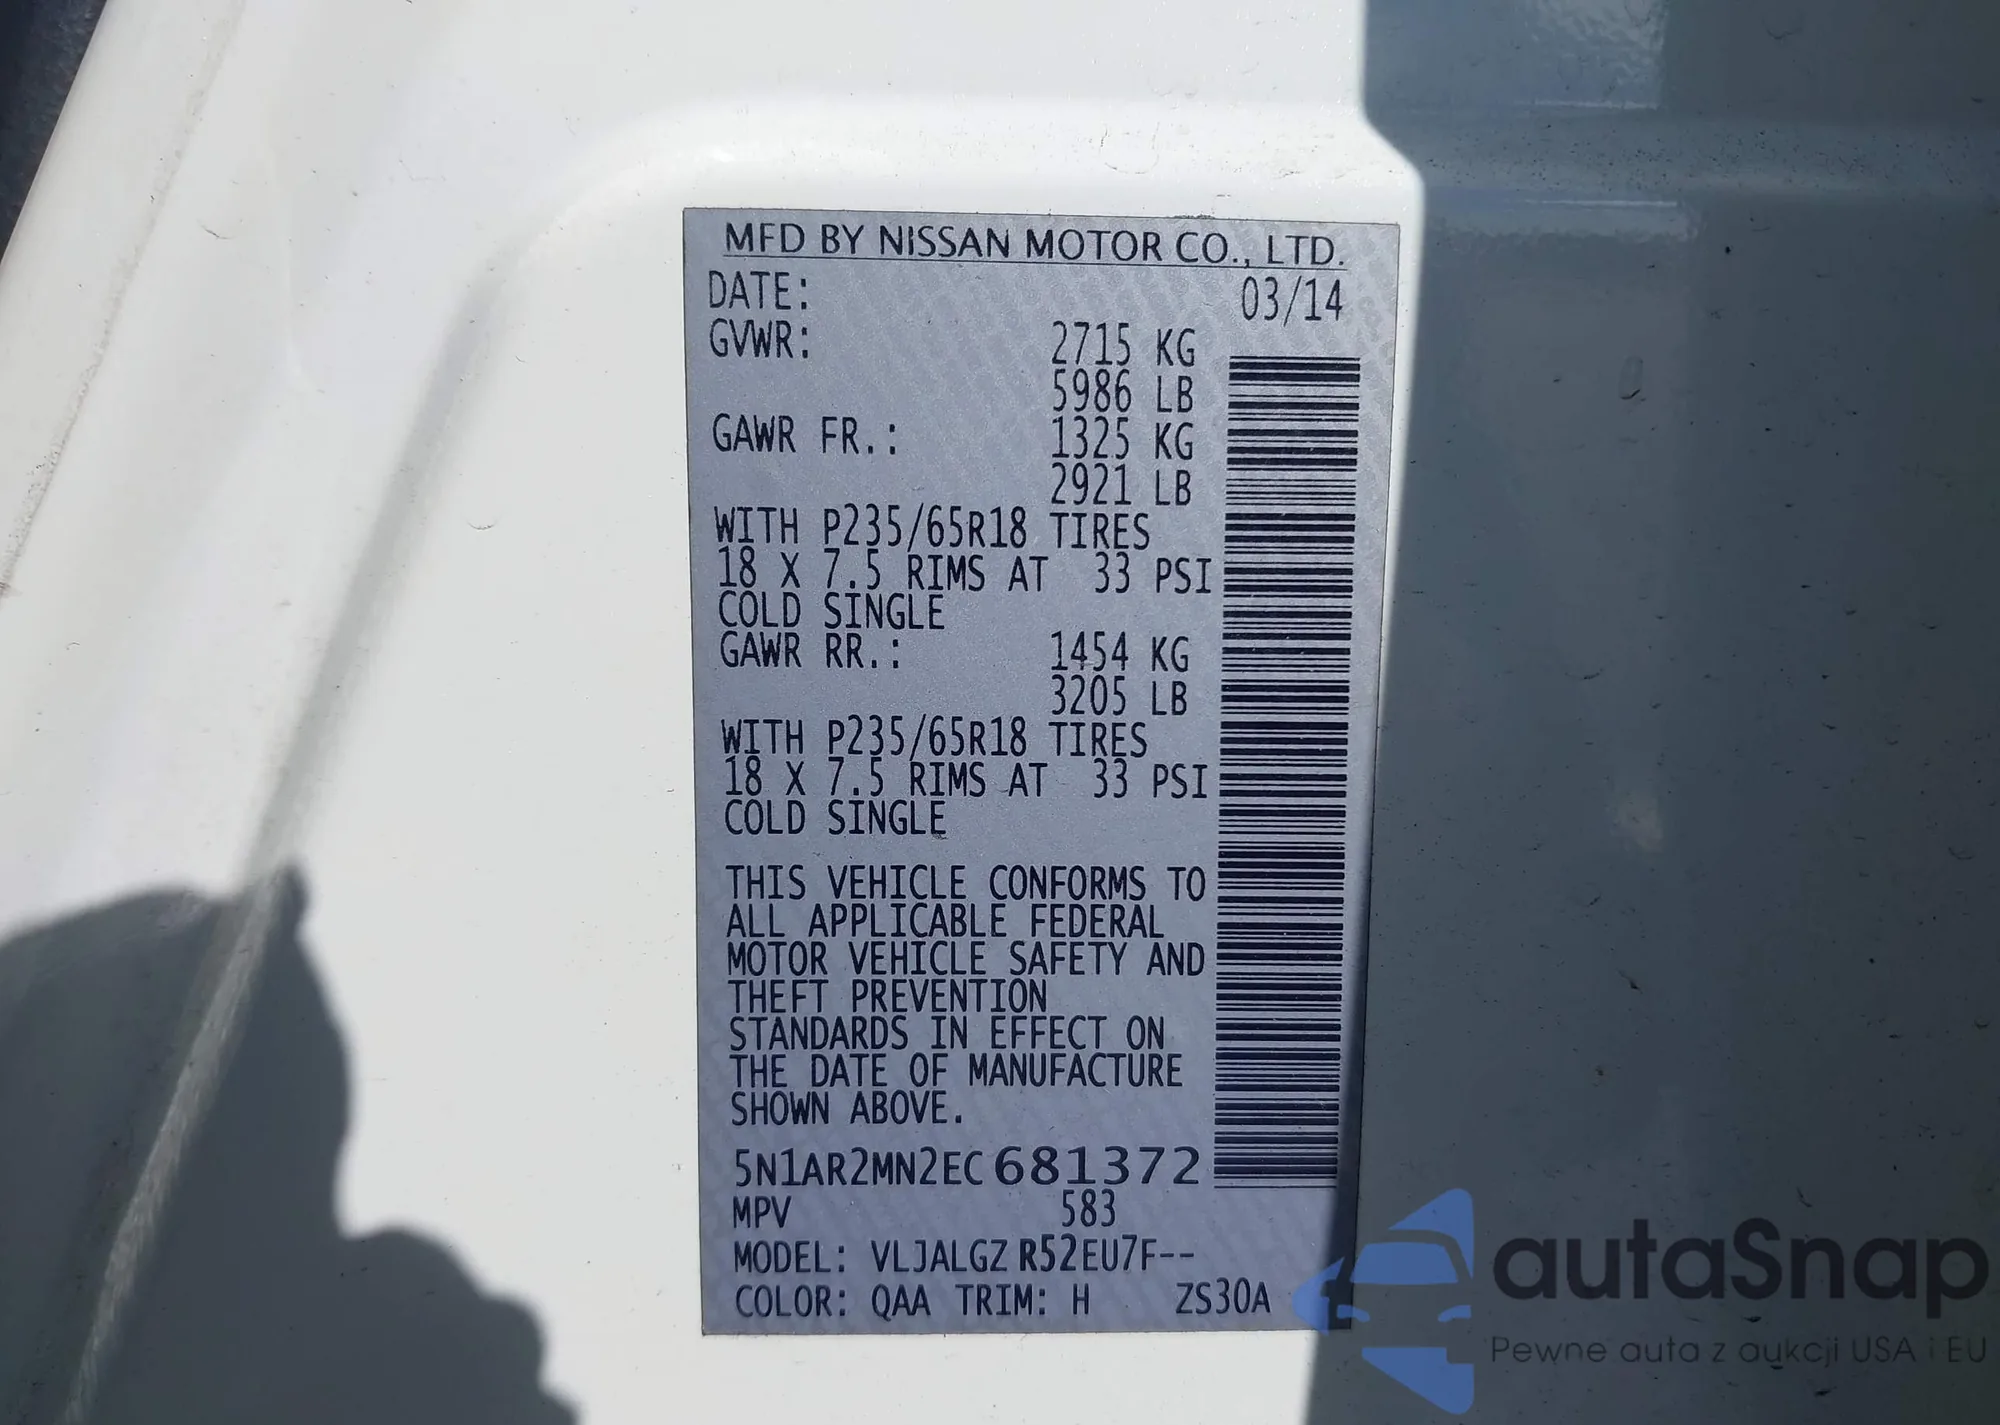 MFD BY NISSAN MOTOR CO., LTD.
DATE: 03/14
GVWR: 2715 KG
5986 LB
GAWR FR.: 1325 KG
2921 LB
WITH P235/65R18 TIRES
18 X 7.5 RIMS AT 33 PSI
COLD SINGLE
GAWR RR.: 1454 KG
3205 LB
WITH P235/65R18 TIRES
18 X 7.5 RIMS AT 33 PSI
COLD SINGLE
THIS VEHICLE CONFORMS TO
ALL APPLICABLE FEDERAL
MOTOR VEHICLE SAFETY AND
THEFT PREVENTION
STANDARDS IN EFFECT ON
THE DATE OF MANUFACTURE
SHOWN ABOVE.
5N1AR2MN2EC681372
MPV 583
MODEL: VLJALGZ R52EU7F--
COLOR: QAA TRIM: H ZS30A
autaSnap
Pewne auta z aukcji USA i EU